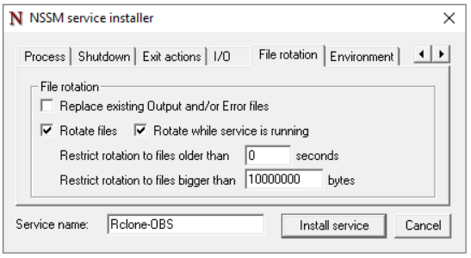 N NSSM service installer
Process Shutdown Exit actions I/O File rotation Environment
File rotation
Replace existing Output and/or Error files
Rotate files Rotate while service is running
Restrict rotation to files older than 0 seconds
Restrict rotation to files bigger than 10000000 bytes
Service name: Rclone-OBS Install service Cancel